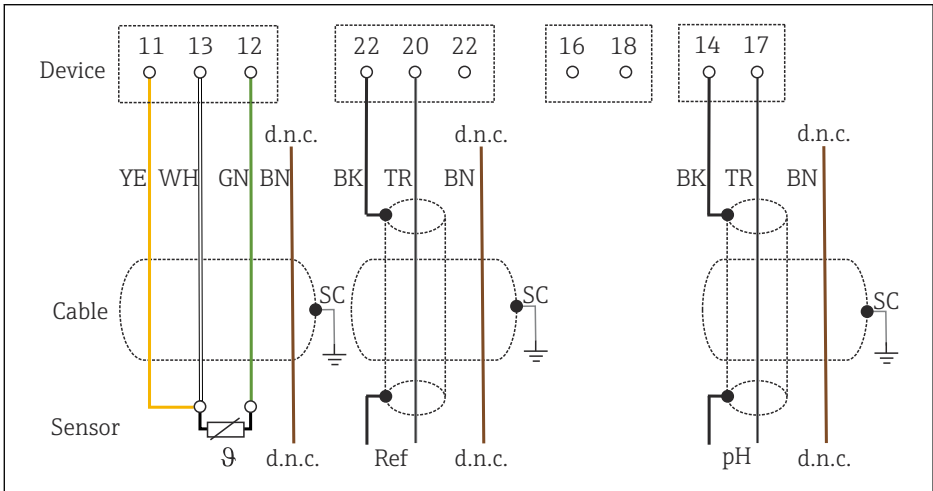 11 13 12 22 20 22 16 18 14 17
Device
d.n.c. d.n.c. d.n.c.
YE WH GN BN BK TR BN BK TR BN
SC SC SC
Cable
Sensor
ϑ d.n.c. Ref d.n.c. pH d.n.c.